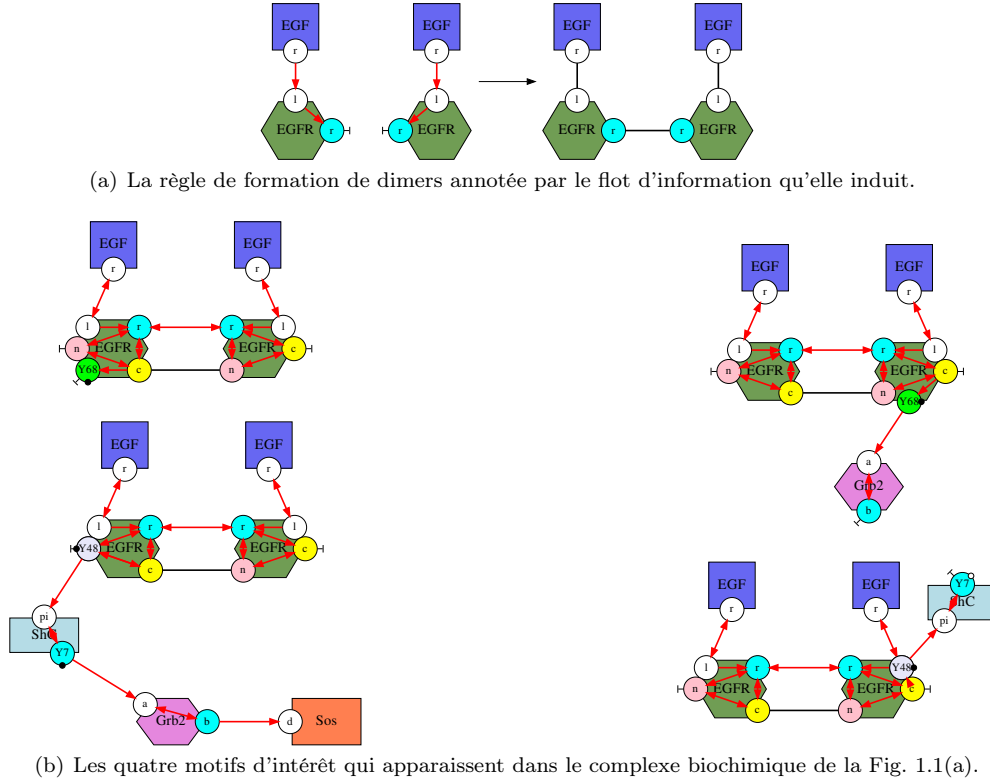 EGF EGF EGF EGF
r r r r
l l l l
EGFR r r EGFR EGFR r r EGFR
(a) La règle de formation de dimers annotée par le flot d'information qu'elle induit.
EGF EGF
r r
l r r l
n EGFR EGFR c
Y68 c n
EGF EGF
r r
l r r l
n EGFR EGFR c
c n Y68
a
Grb2
b
EGF EGF
r r
l r r l
Y48 EGFR EGFR c
c n
pi
ShC
Y7
a
Grb2 b d Sos
EGF EGF Y7
ShC
r r pi
l r r Y48
n EGFR EGFR c
c n
(b) Les quatre motifs d'intérêt qui apparaissent dans le complexe biochimique de la Fig. 1.1(a).